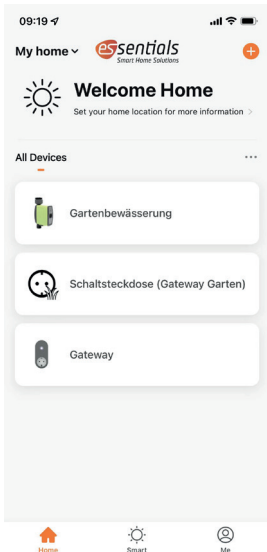 09:19
My home
essentials
Smart Home Solutions
Welcome Home
Set your home location for more information
All Devices
Gartenbewässerung
Schaltsteckdose (Gateway Garten)
Gateway
Home
Smart
Me